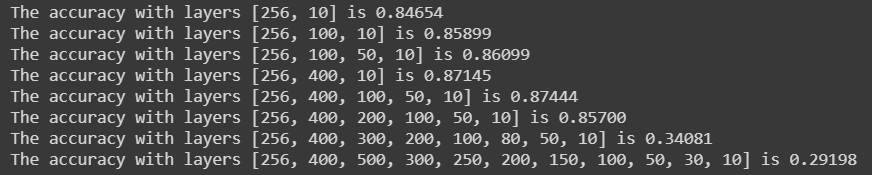 The accuracy with layers [256, 10] is 0.84654
The accuracy with layers [256, 100, 10] is 0.85899
The accuracy with layers [256, 100, 50, 10] is 0.86099
The accuracy with layers [256, 400, 10] is 0.87145
The accuracy with layers [256, 400, 100, 50, 10] is 0.87444
The accuracy with layers [256, 400, 200, 100, 50, 10] is 0.85700
The accuracy with layers [256, 400, 300, 200, 100, 80, 50, 10] is 0.34081
The accuracy with layers [256, 400, 500, 300, 250, 200, 150, 100, 50, 30, 10] is 0.29198